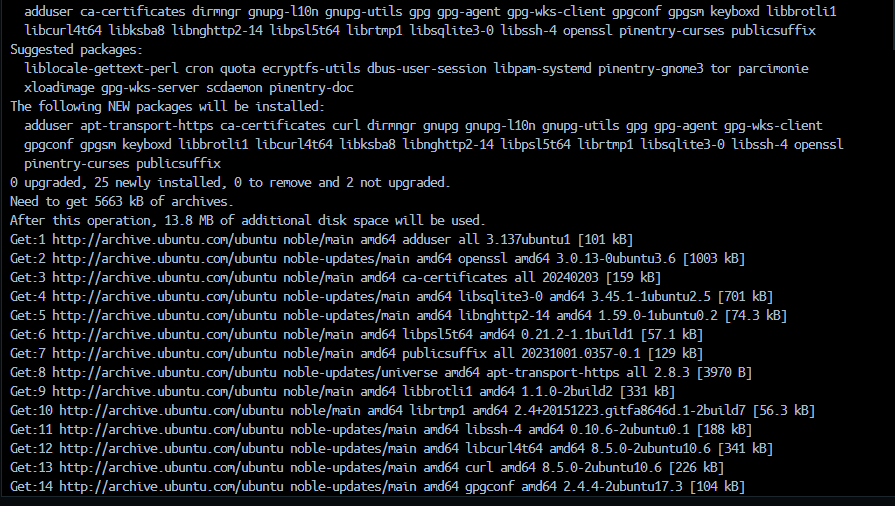 adduser ca-certificates dirmngr gnupg-l10n gnupg-utils gpg gpg-agent gpg-wks-client gpgconf gpgsm keyboxd libbrotli1
libcurl4t64 libksba8 libnghttp2-14 libpsl5t64 librtmp1 libsqlite3-0 libssh-4 openssl pinentry-curses publicsuffix
Suggested packages:
liblocale-gettext-perl cron quota ecryptfs-utils dbus-user-session libpam-systemd pinentry-gnome3 tor parcimonie
xloadimage gpg-wks-server scdaemon pinentry-doc
The following NEW packages will be installed:
adduser apt-transport-https ca-certificates curl dirmngr gnupg gnupg-l10n gnupg-utils gpg gpg-agent gpg-wks-client
gpgconf gpgsm keyboxd libbrotli1 libcurl4t64 libksba8 libnghttp2-14 libpsl5t64 librtmp1 libsqlite3-0 libssh-4 openssl
pinentry-curses publicsuffix
0 upgraded, 25 newly installed, 0 to remove and 2 not upgraded.
Need to get 5663 kB of archives.
After this operation, 13.8 MB of additional disk space will be used.
Get:1 http://archive.ubuntu.com/ubuntu noble/main amd64 adduser all 3.137ubuntu1 [101 kB]
Get:2 http://archive.ubuntu.com/ubuntu noble-updates/main amd64 openssl amd64 3.0.13-0ubuntu3.6 [1003 kB]
Get:3 http://archive.ubuntu.com/ubuntu noble/main amd64 ca-certificates all 20240203 [159 kB]
Get:4 http://archive.ubuntu.com/ubuntu noble-updates/main amd64 libsqlite3-0 amd64 3.45.1-1ubuntu2.5 [701 kB]
Get:5 http://archive.ubuntu.com/ubuntu noble-updates/main amd64 libnghttp2-14 amd64 1.59.0-1ubuntu0.2 [74.3 kB]
Get:6 http://archive.ubuntu.com/ubuntu noble/main amd64 libpsl5t64 amd64 0.21.2-1.1build1 [57.1 kB]
Get:7 http://archive.ubuntu.com/ubuntu noble/main amd64 publicsuffix all 20231001.0357-0.1 [129 kB]
Get:8 http://archive.ubuntu.com/ubuntu noble-updates/universe amd64 apt-transport-https all 2.8.3 [3970 B]
Get:9 http://archive.ubuntu.com/ubuntu noble/main amd64 libbrotli1 amd64 1.1.0-2build2 [331 kB]
Get:10 http://archive.ubuntu.com/ubuntu noble/main amd64 librtmp1 amd64 2.4+20151223.gitfa8646d.1-2build7 [56.3 kB]
Get:11 http://archive.ubuntu.com/ubuntu noble-updates/main amd64 libssh-4 amd64 0.10.6-2ubuntu0.1 [188 kB]
Get:12 http://archive.ubuntu.com/ubuntu noble-updates/main amd64 libcurl4t64 amd64 8.5.0-2ubuntu10.6 [341 kB]
Get:13 http://archive.ubuntu.com/ubuntu noble-updates/main amd64 curl amd64 8.5.0-2ubuntu10.6 [226 kB]
Get:14 http://archive.ubuntu.com/ubuntu noble-updates/main amd64 gpgconf amd64 2.4.4-2ubuntu17.3 [104 kB]